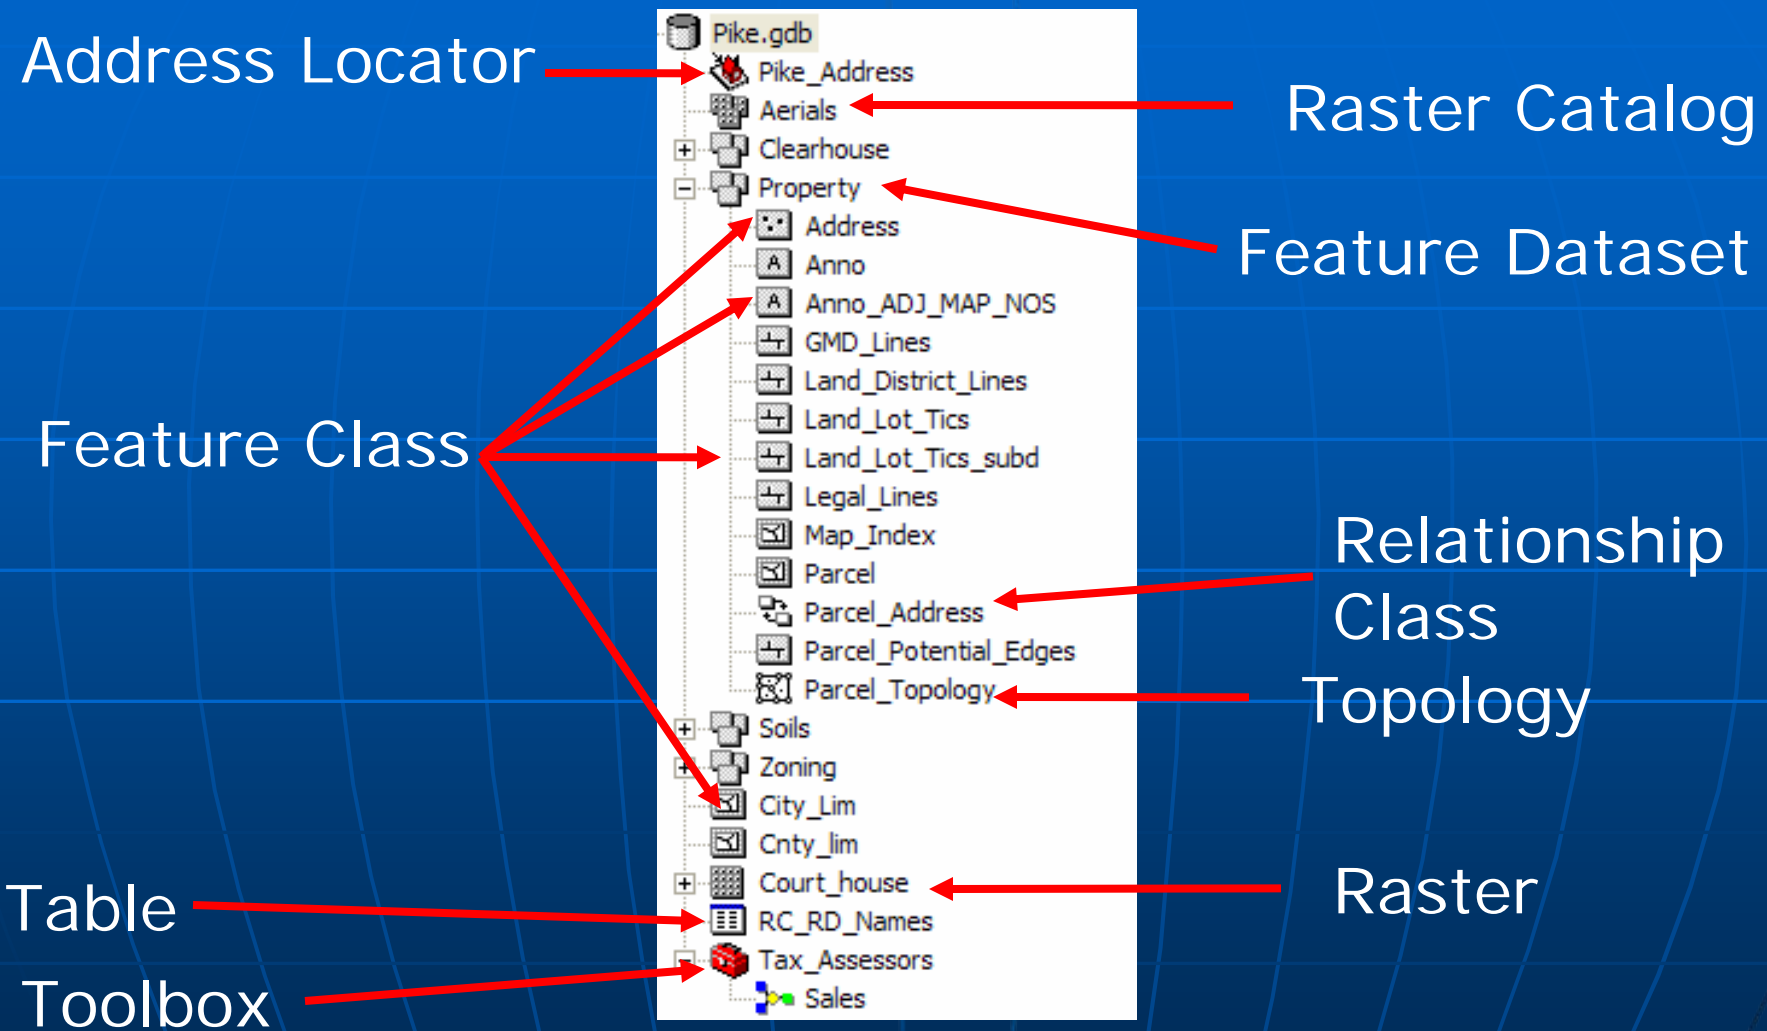 Address Locator
Feature Class
Table
Toolbox
Pike.gdb
Pike_Address
Aerials
Clearhouse
Property
Address
Anno
Anno_ADJ_MAP_NOS
GMD_Lines
Land_District_Lines
Land_Lot_Tics
Land_Lot_Tics_subd
Legal_Lines
Map_Index
Parcel
Parcel_Address
Parcel_Potential_Edges
Parcel_Topology
Soils
Zoning
City_Lim
Cnty_lim
Court_house
RC_RD_Names
Tax_Assessors
Sales
Raster Catalog
Feature Dataset
Relationship
Class
Topology
Raster